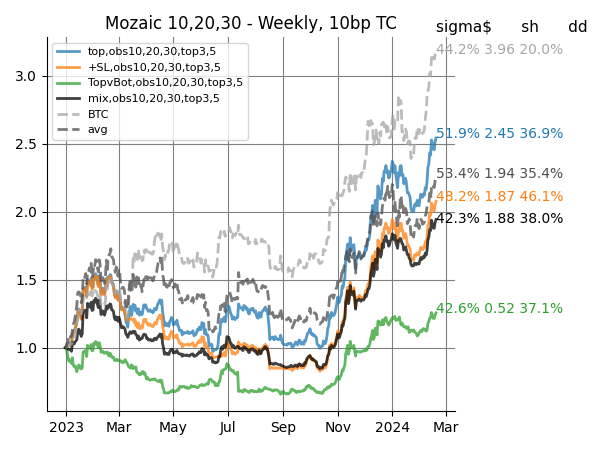 Mozaic 10,20,30 - Weekly, 10bp TC
sigma$ sh dd
top,obs10,20,30,top3,5
+SL,obs10,20,30,top3,5
TopvBot,obs10,20,30,top3,5
mix,obs10,20,30,top3,5
BTC
avg
44.2% 3.96 20.0%
51.9% 2.45 36.9%
53.4% 1.94 35.4%
48.2% 1.87 46.1%
42.3% 1.88 38.0%
42.6% 0.52 37.1%
3.0
2.5
2.0
1.5
1.0
2023 Mar May Jul Sep Nov 2024 Mar